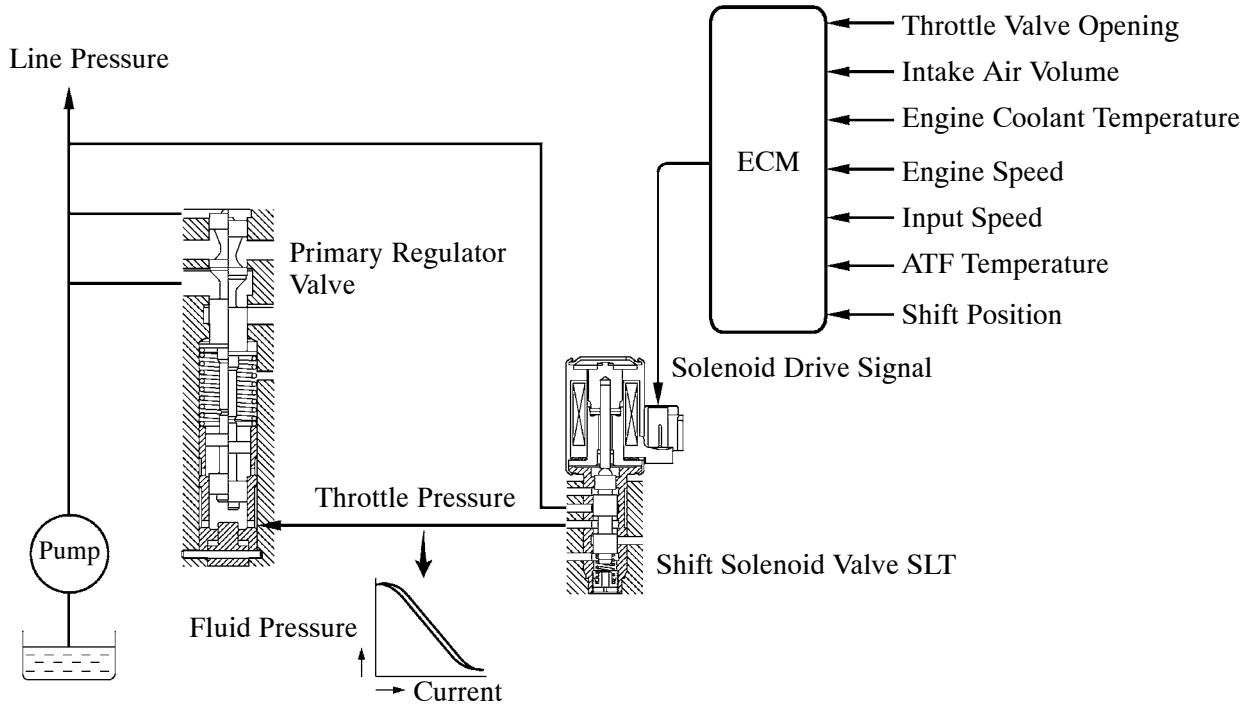 Line Pressure
Throttle Valve Opening
Intake Air Volume
Engine Coolant Temperature
ECM
Engine Speed
Input Speed
ATF Temperature
Shift Position
Primary Regulator
Valve
Solenoid Drive Signal
Throttle Pressure
Pump
Shift Solenoid Valve SLT
Fluid Pressure
Current